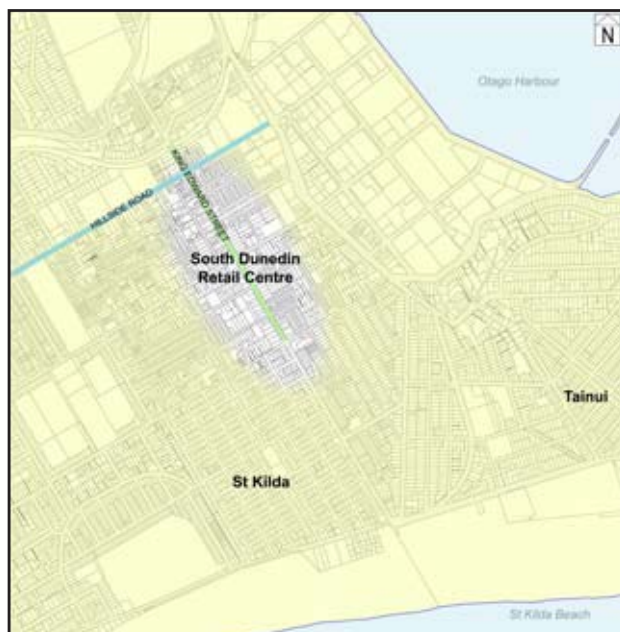 N
Otago Harbour
KING EDWARD STREET
HILLSIDE ROAD
South Dunedin
Retail Centre
Tainui
St Kilda
St Kilda Beach